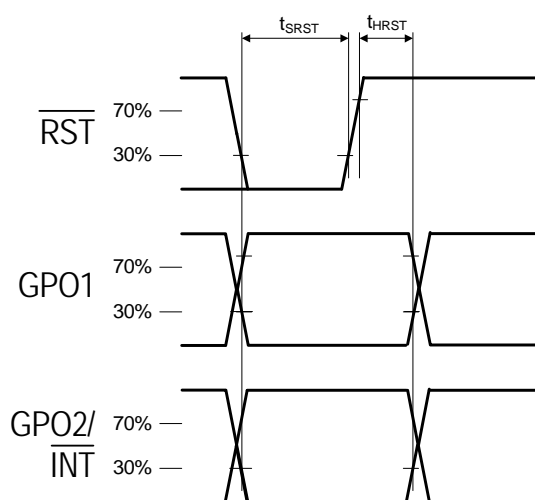 tSRST
tHRST
RST
70%
30%
GPO1
70%
30%
GPO2/
INT
70%
30%